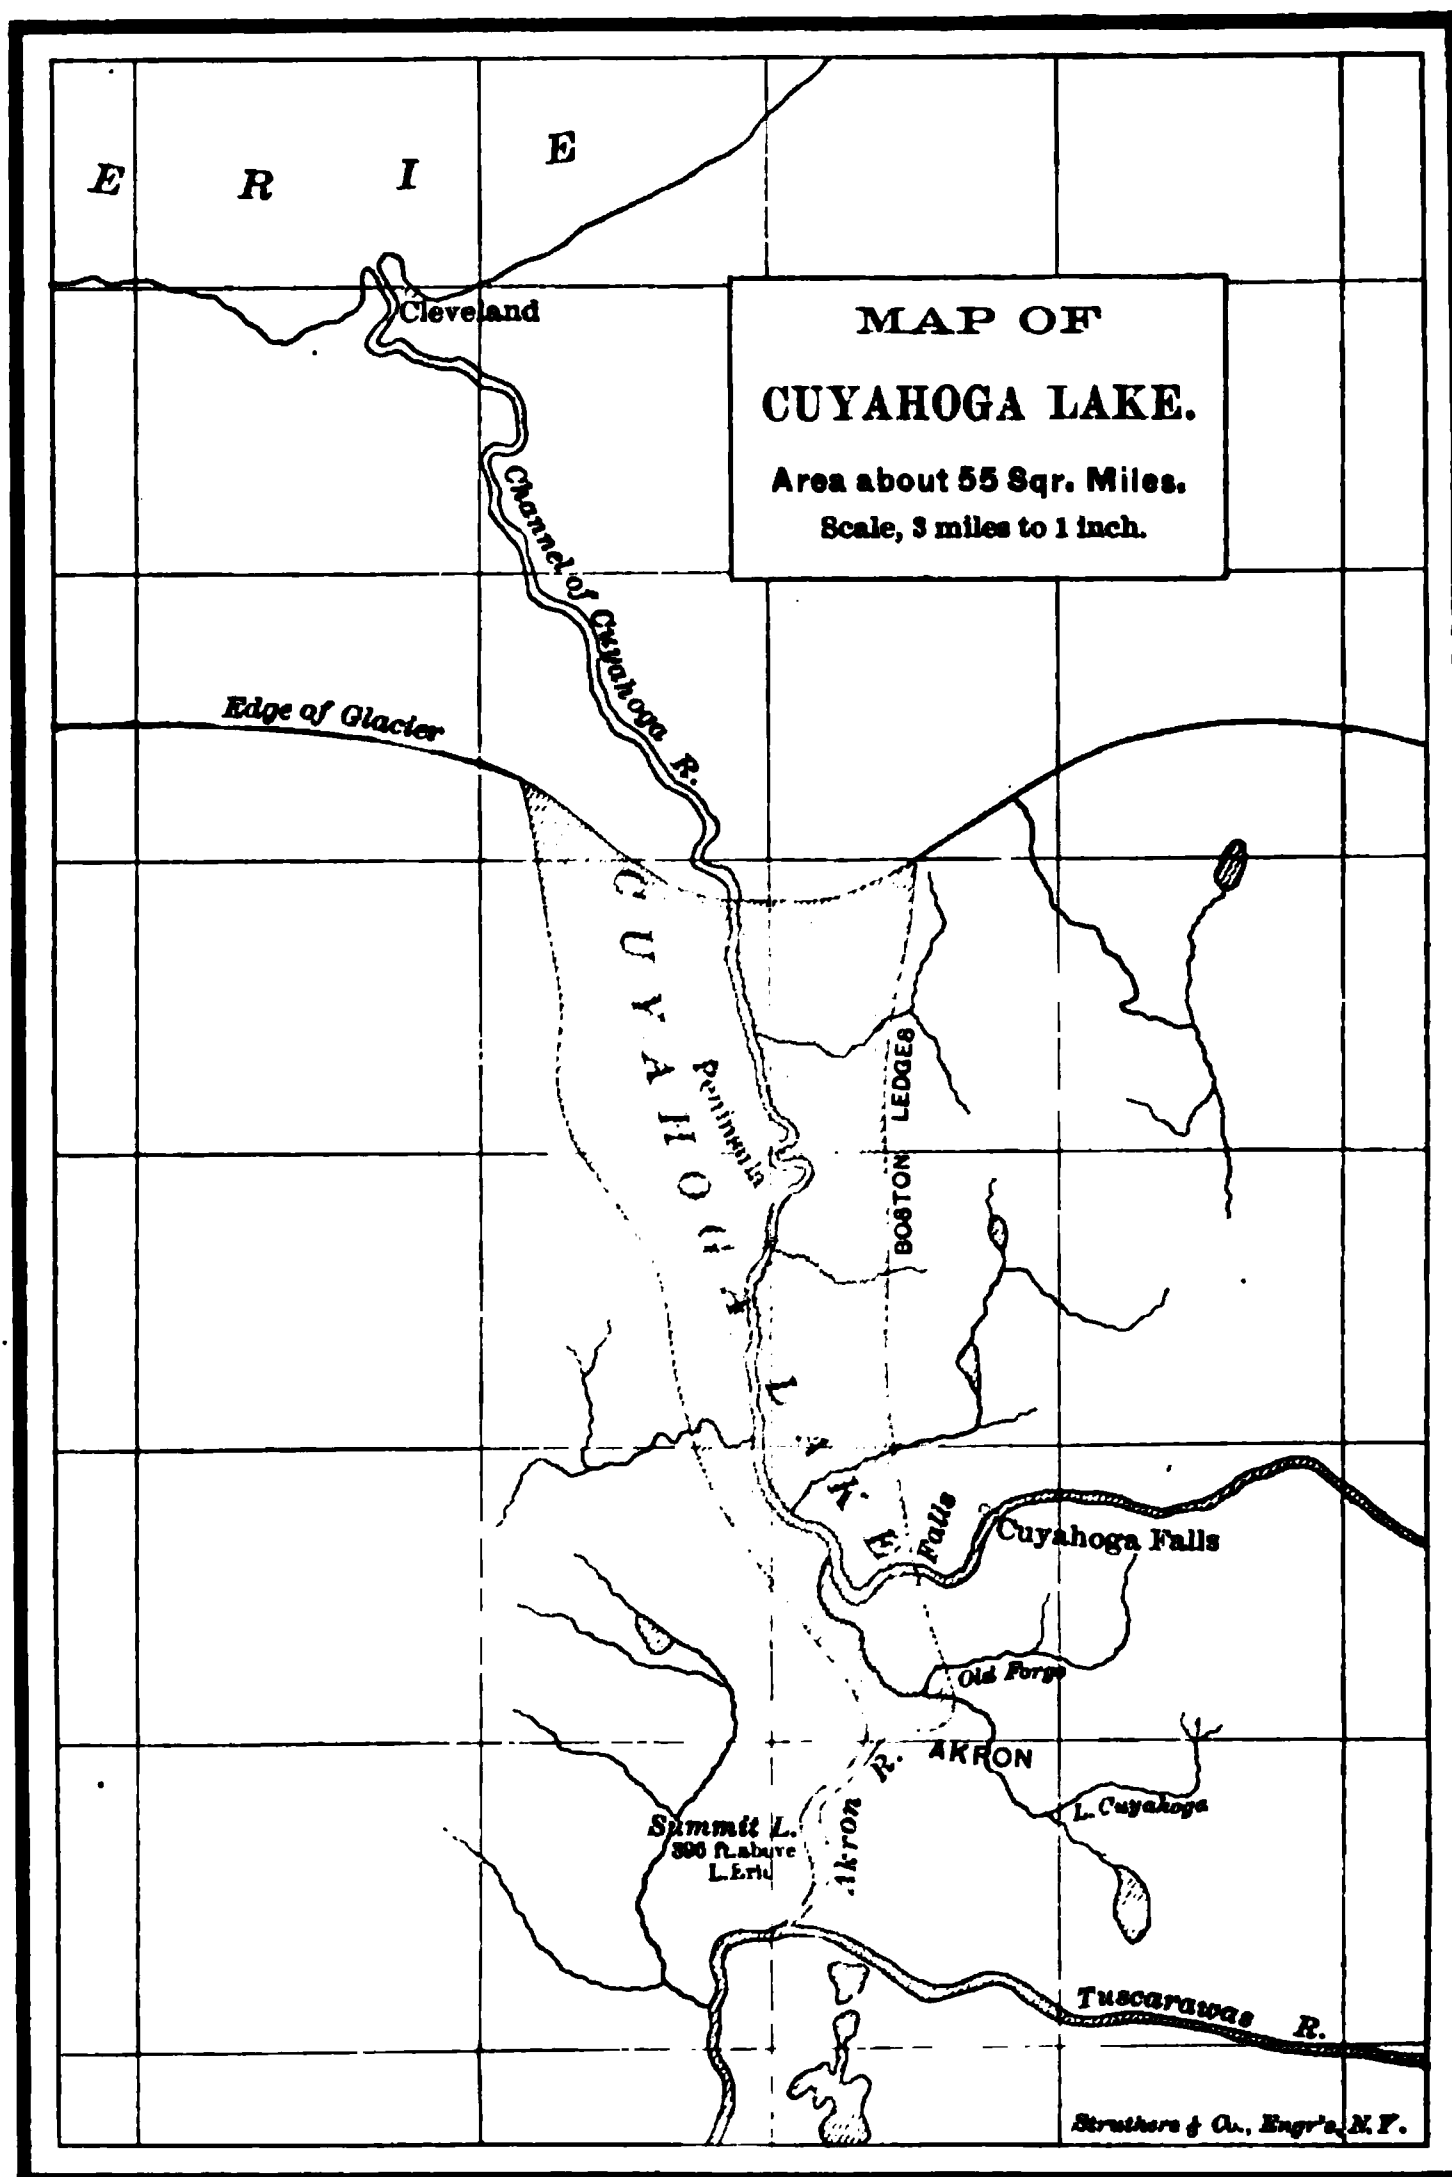 ERIE
Cleveland
MAP OF
CUYAHOGA LAKE.
Area about 55 Sqr. Miles.
Scale, 3 miles to 1 inch.
Channel of Cuyahoga R.
Edge of Glacier
CUYAHOGA LAKE
Peninsula
BOSTON LEDGES
Falls
Cuyahoga Falls
Old Forge
AKRON
Akron R.
L. Cuyahoga
Summit L.
396 ft. above
L. Erie
Tuscarawas R.
Struthers & Co., Engr's, N.Y.